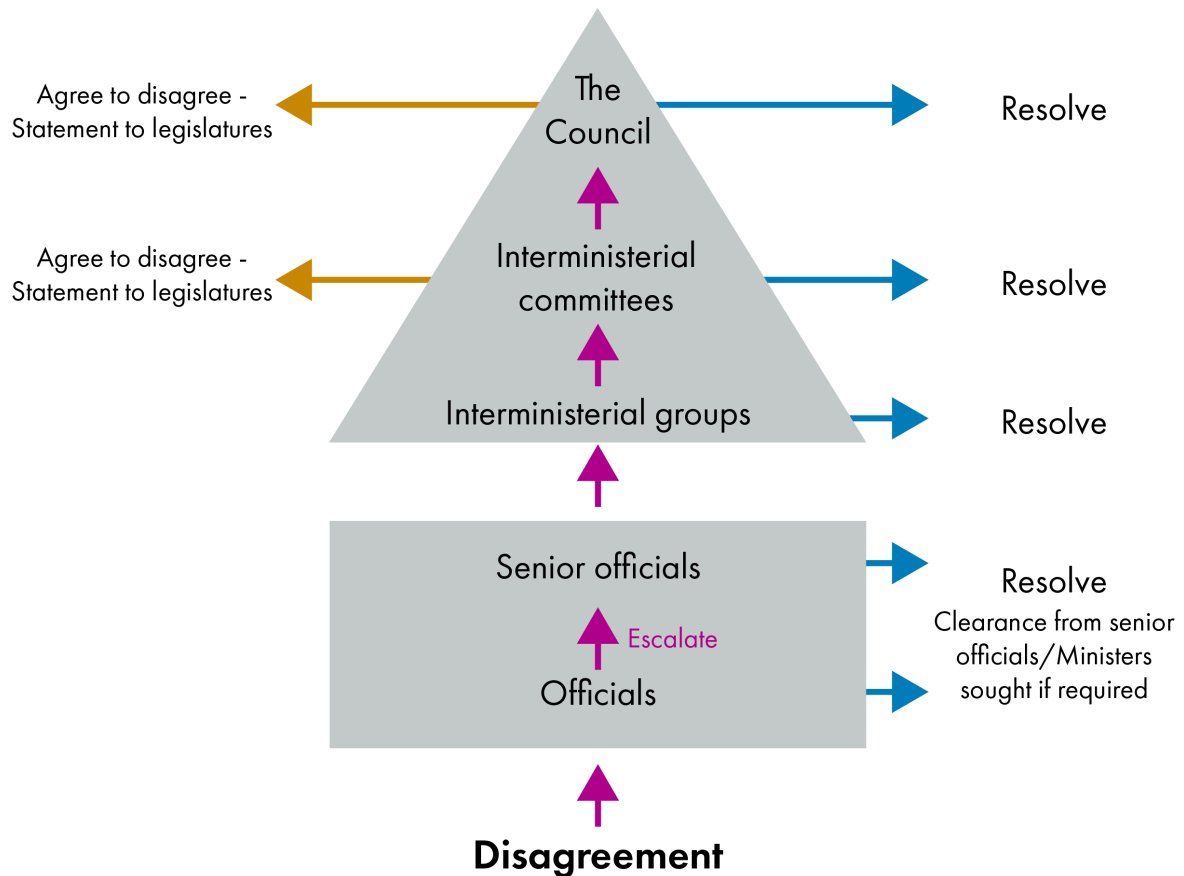 The
Council
Agree to disagree -
Statement to legislatures
Resolve
Interministerial
committees
Agree to disagree -
Statement to legislatures
Resolve
Interministerial groups
Resolve
Senior officials
Escalate
Officials
Resolve
Clearance from senior
officials/Ministers
sought if required
Disagreement